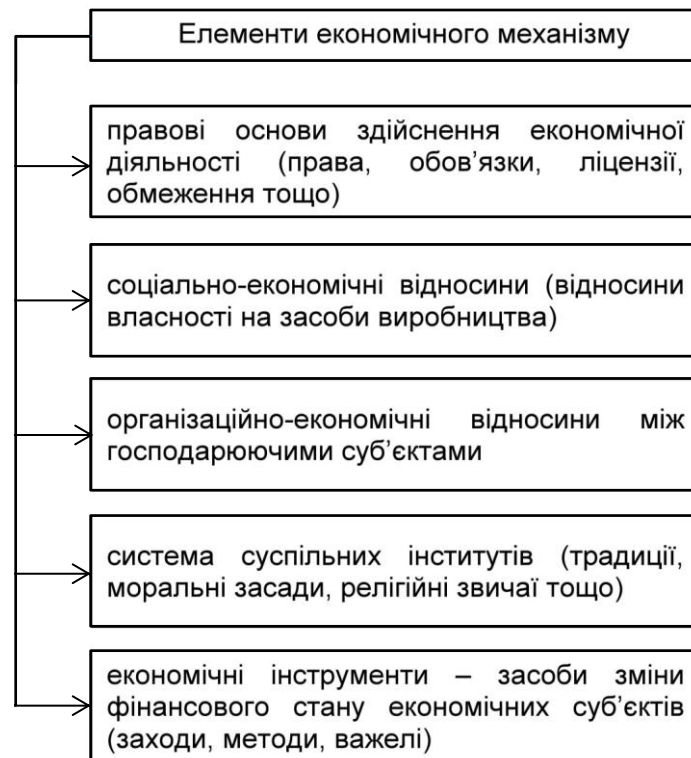 Елементи економічного механізму
правові основи здійснення економічної
діяльності (права, обов’язки, ліцензії,
обмеження тощо)
соціально-економічні відносини (відносини
власності на засоби виробництва)
організаційно-економічні відносини між
господарюючими суб’єктами
система суспільних інститутів (традиції,
моральні засади, релігійні звичаї тощо)
економічні інструменти – засоби зміни
фінансового стану економічних суб’єктів
(заходи, методи, важелі)